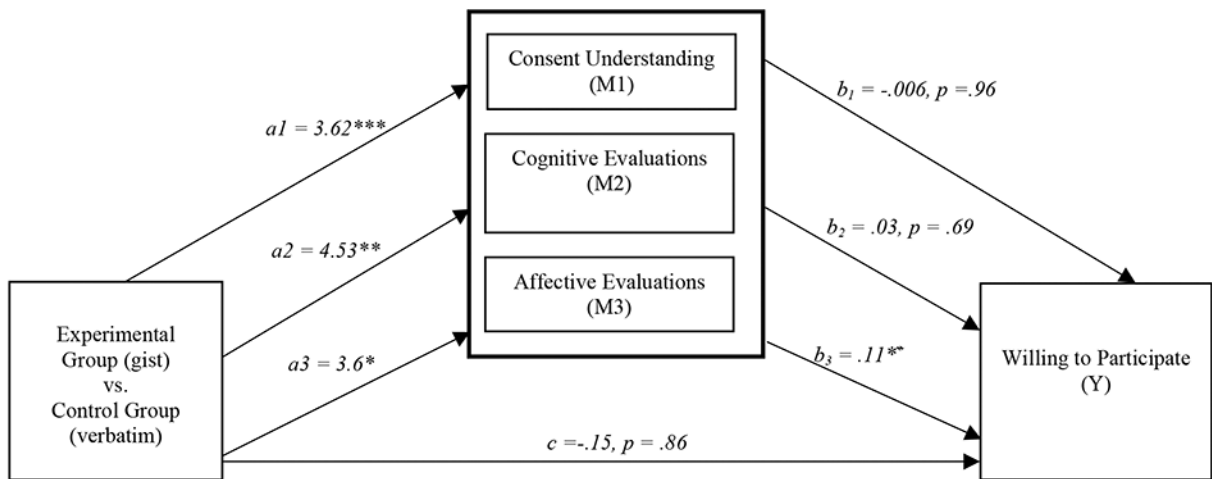 Consent Understanding
(M1)
b1 = -.006, p =.96
a1 = 3.62***
Cognitive Evaluations
(M2)
b2 = .03, p = .69
a2 = 4.53**
Affective Evaluations
(M3)
Experimental
Group (gist)
vs.
Control Group
(verbatim)
a3 = 3.6*
b3 = .11**
Willing to Participate
(Y)
c =-.15, p = .86